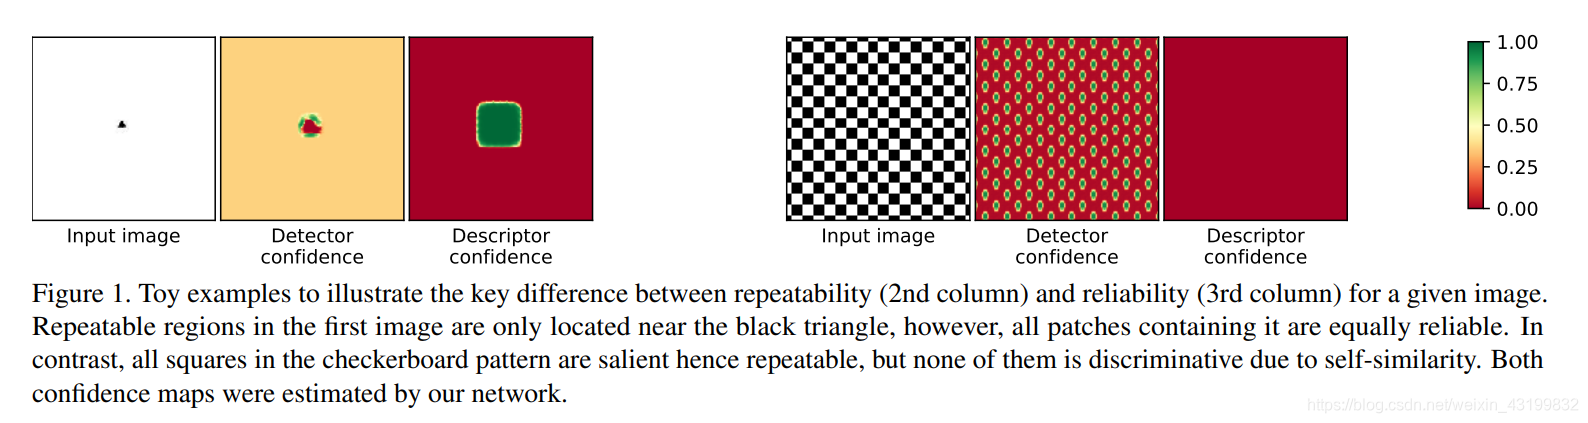 Input image
Detector
confidence
Descriptor
confidence
Input image
Detector
confidence
Descriptor
confidence
1.00
0.75
0.50
0.25
0.00
Figure 1. Toy examples to illustrate the key difference between repeatability (2nd column) and reliability (3rd column) for a given image.
Repeatable regions in the first image are only located near the black triangle, however, all patches containing it are equally reliable. In
contrast, all squares in the checkerboard pattern are salient hence repeatable, but none of them is discriminative due to self-similarity. Both
confidence maps were estimated by our network.
https://blog.csdn.net/weixin_43199832